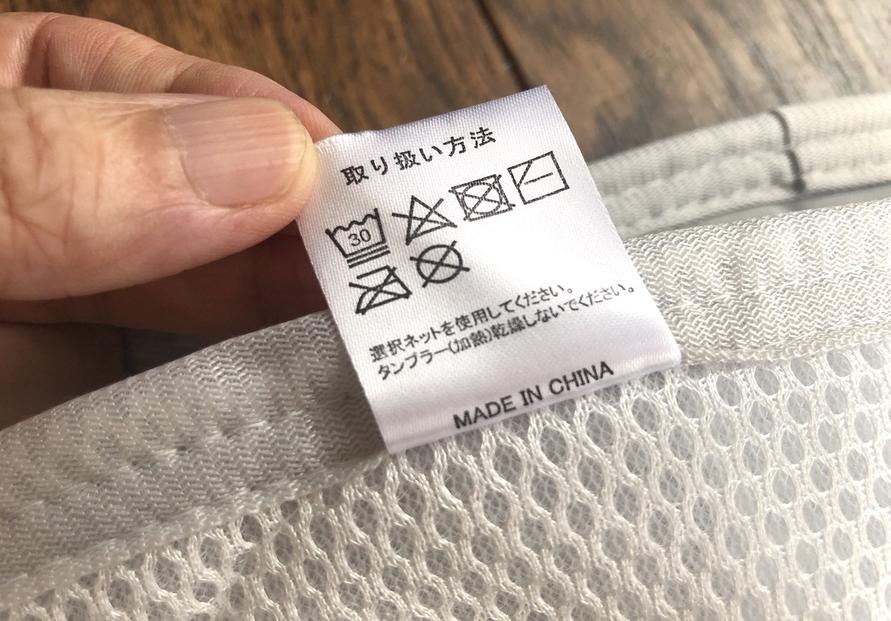 取り扱い方法
30
選択ネットを使用してください。
タンブラー(加熱)乾燥しないでください。
MADE IN CHINA